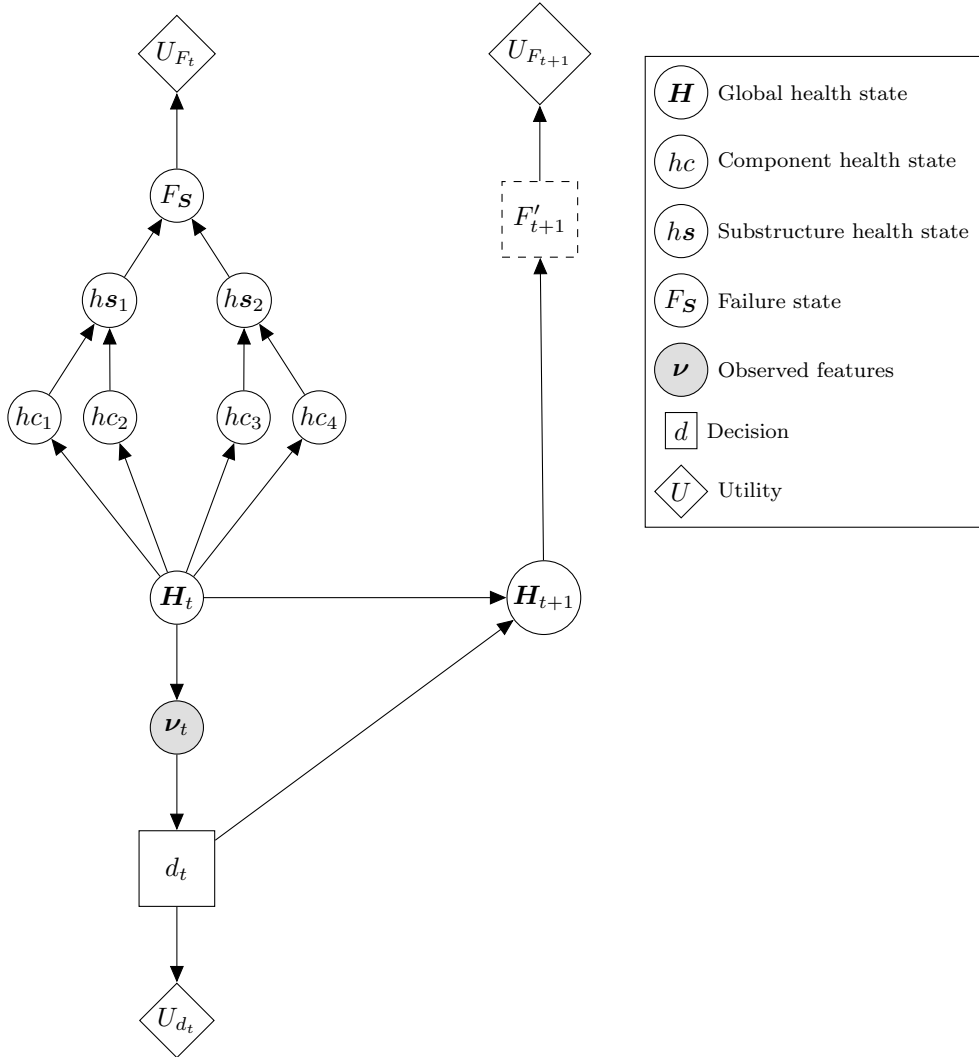 U_{F_t}
U_{F_{t+1}}
F_S
F'_{t+1}
hs_1
hs_2
hc_1
hc_2
hc_3
hc_4
H_t
H_{t+1}
ν_t
d_t
U_{d_t}
H Global health state
hc Component health state
hs Substructure health state
F_S Failure state
ν Observed features
d Decision
U Utility